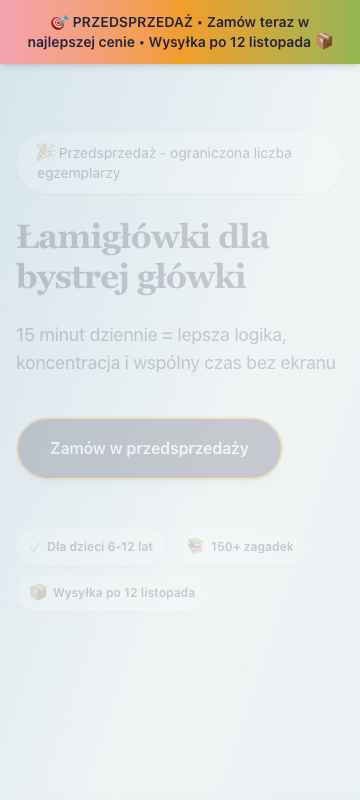 🎯 PRZEDSPRZEDAŻ • Zamów teraz w
najlepszej cenie • Wysyłka po 12 listopada 📦
🎉 Przedsprzedaż - ograniczona liczba
egzemplarzy
Łamigłówki dla
bystrej główki
15 minut dziennie = lepsza logika,
koncentracja i wspólny czas bez ekranu
Zamów w przedsprzedaży
✓ Dla dzieci 6-12 lat
📚 150+ zagadek
📦 Wysyłka po 12 listopada